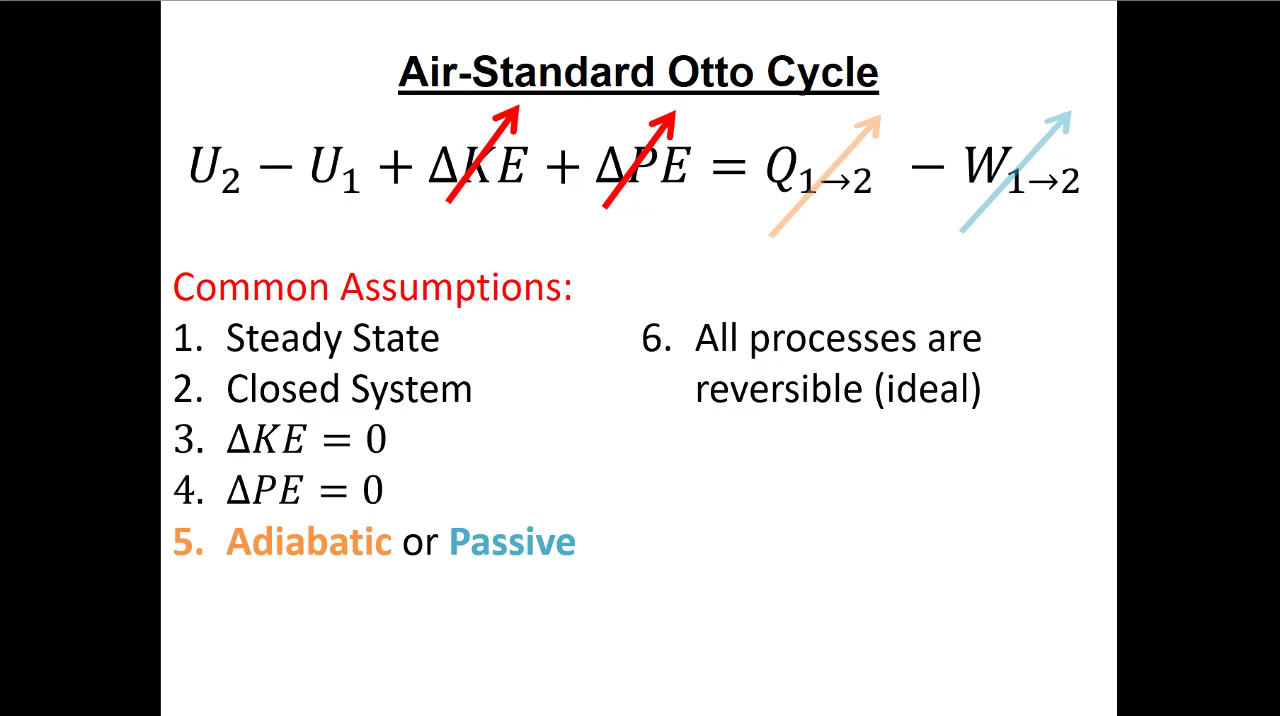 Air-Standard Otto Cycle
𝑈₂ − 𝑈₁ + Δ𝐾𝐸 + Δ𝑃𝐸 = 𝑄₁→₂ − 𝑊₁→₂
Common Assumptions:
1. Steady State
2. Closed System
3. Δ𝐾𝐸 = 0
4. Δ𝑃𝐸 = 0
5. Adiabatic or Passive
6. All processes are
reversible (ideal)